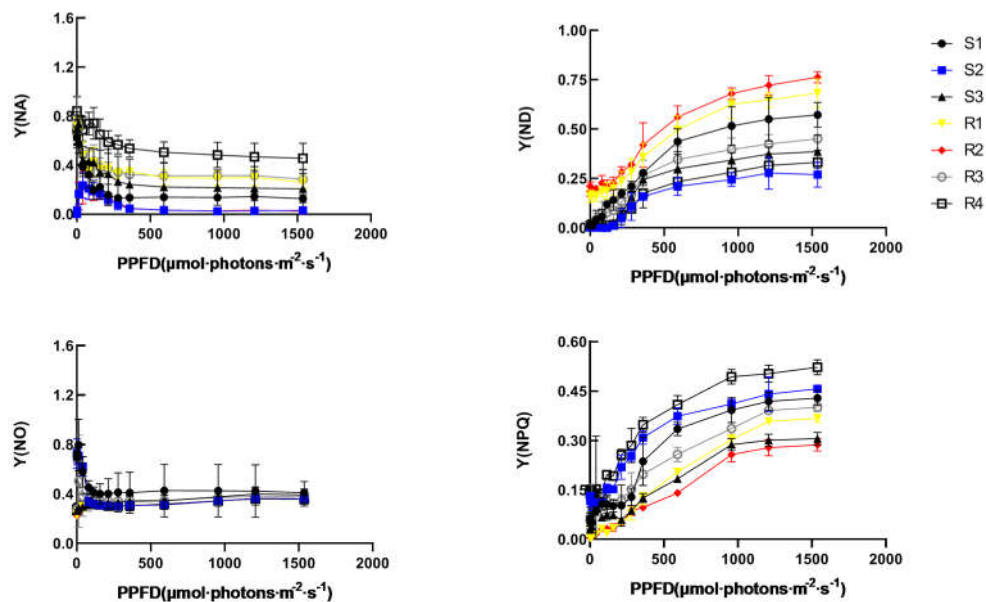 1.6
1.2
0.8
0.4
0.0
Y(NA)
0 500 1000 1500 2000
PPFD(μmol·photons·m⁻²·s⁻¹)
1.00
0.75
0.50
0.25
0.00
Y(ND)
0 500 1000 1500 2000
PPFD(μmol·photons·m⁻²·s⁻¹)
S1
S2
S3
R1
R2
R3
R4
1.6
1.2
0.8
0.4
0.0
Y(NO)
0 500 1000 1500 2000
PPFD(μmol·photons·m⁻²·s⁻¹)
0.60
0.45
0.30
0.15
0.00
Y(NPQ)
0 500 1000 1500 2000
PPFD(μmol·photons·m⁻²·s⁻¹)